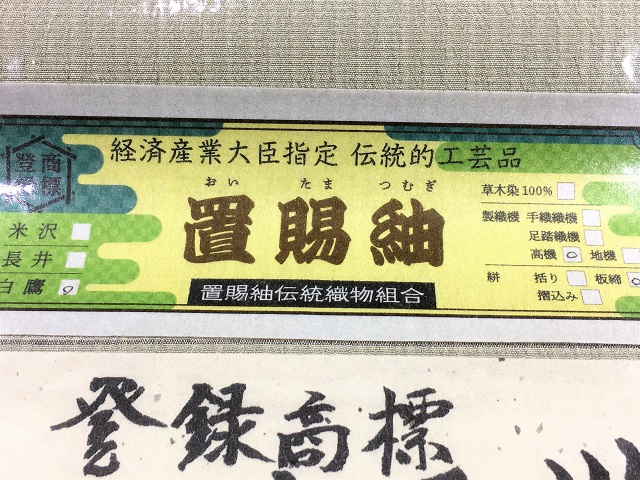 経済産業大臣指定 伝統的工芸品
商標
登録
おいたまつむぎ
置賜紬
置賜紬伝統織物組合
米沢
長井
白鷹
草木染100%
製織機 手織織機
足踏織機
高機 地機
絣 括り 板締
摺込み
登録商標